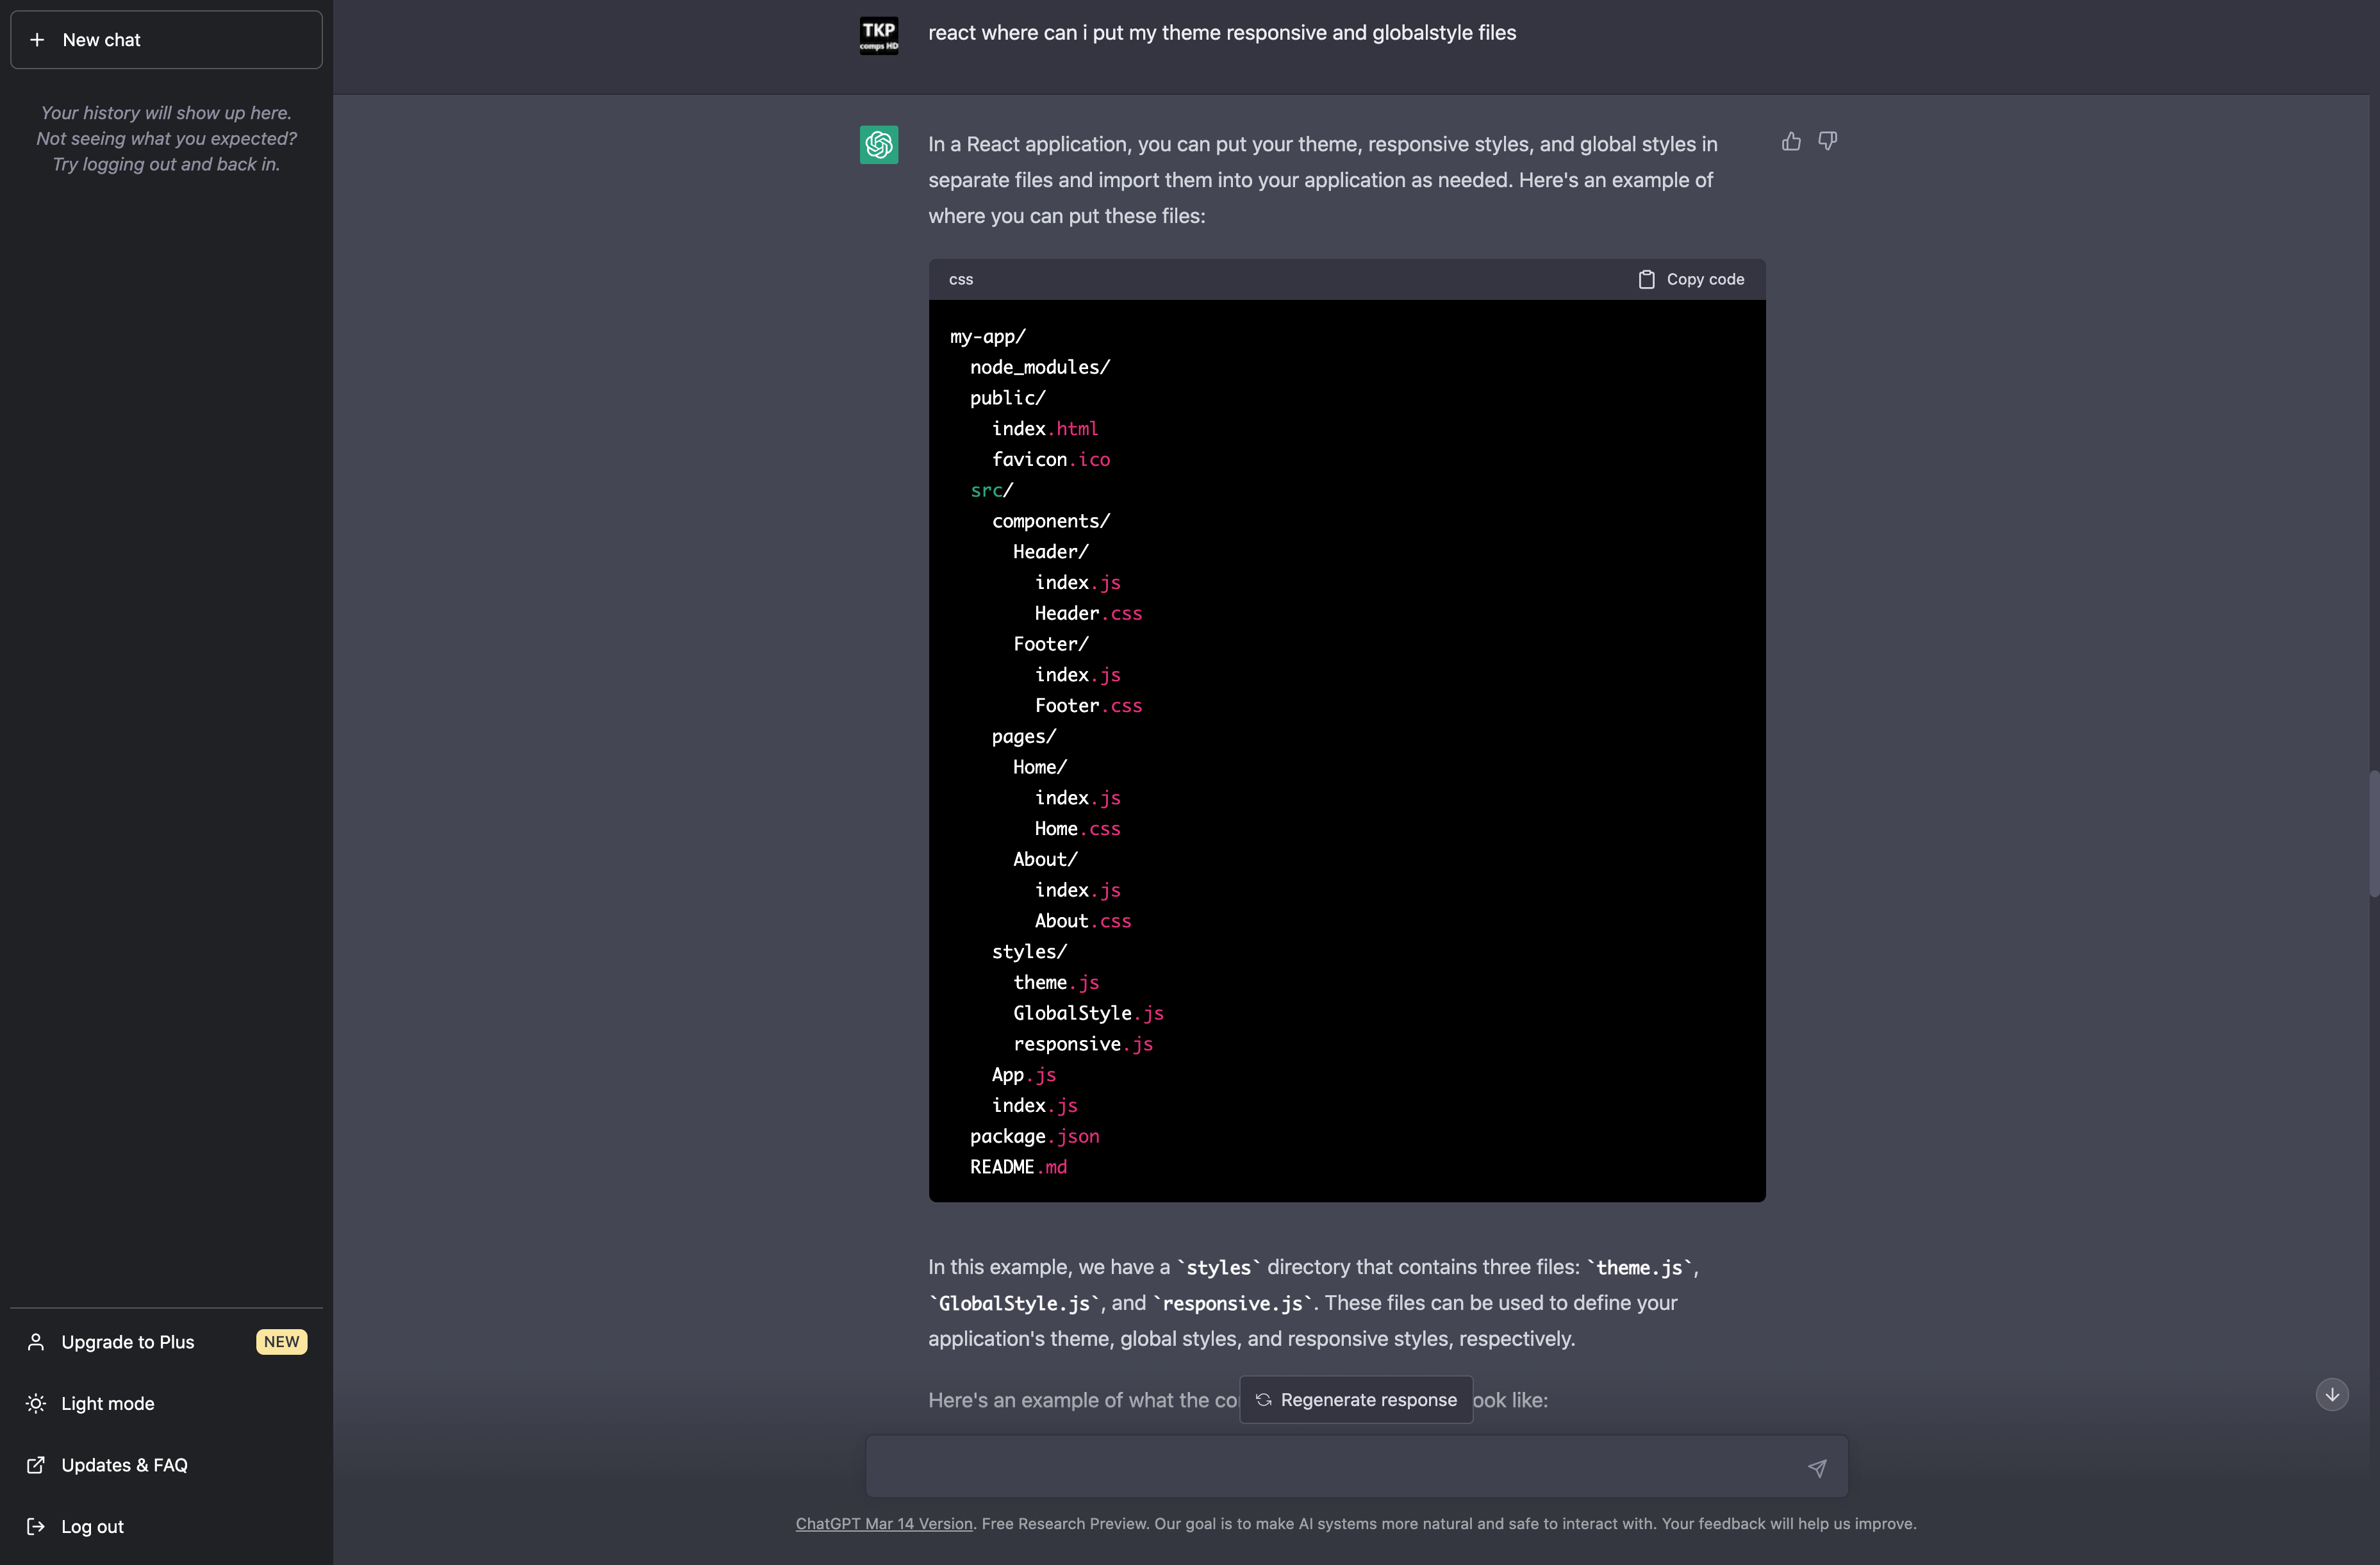 New chat
Your history will show up here.
Not seeing what you expected?
Try logging out and back in.
TKP
comps HD
react where can i put my theme responsive and globalstyle files
In a React application, you can put your theme, responsive styles, and global styles in
separate files and import them into your application as needed. Here's an example of
where you can put these files:
css
Copy code
my-app/
node_modules/
public/
index.html
favicon.ico
src/
components/
Header/
index.js
Header.css
Footer/
index.js
Footer.css
pages/
Home/
index.js
Home.css
About/
index.js
About.css
styles/
theme.js
GlobalStyle.js
responsive.js
App.js
index.js
package.json
README.md
In this example, we have a `styles` directory that contains three files: `theme.js`,
`GlobalStyle.js`, and `responsive.js`. These files can be used to define your
application's theme, global styles, and responsive styles, respectively.
Here's an example of what the co
Regenerate response
ook like:
ChatGPT Mar 14 Version. Free Research Preview. Our goal is to make AI systems more natural and safe to interact with. Your feedback will help us improve.
Upgrade to Plus
NEW
Light mode
Updates & FAQ
Log out